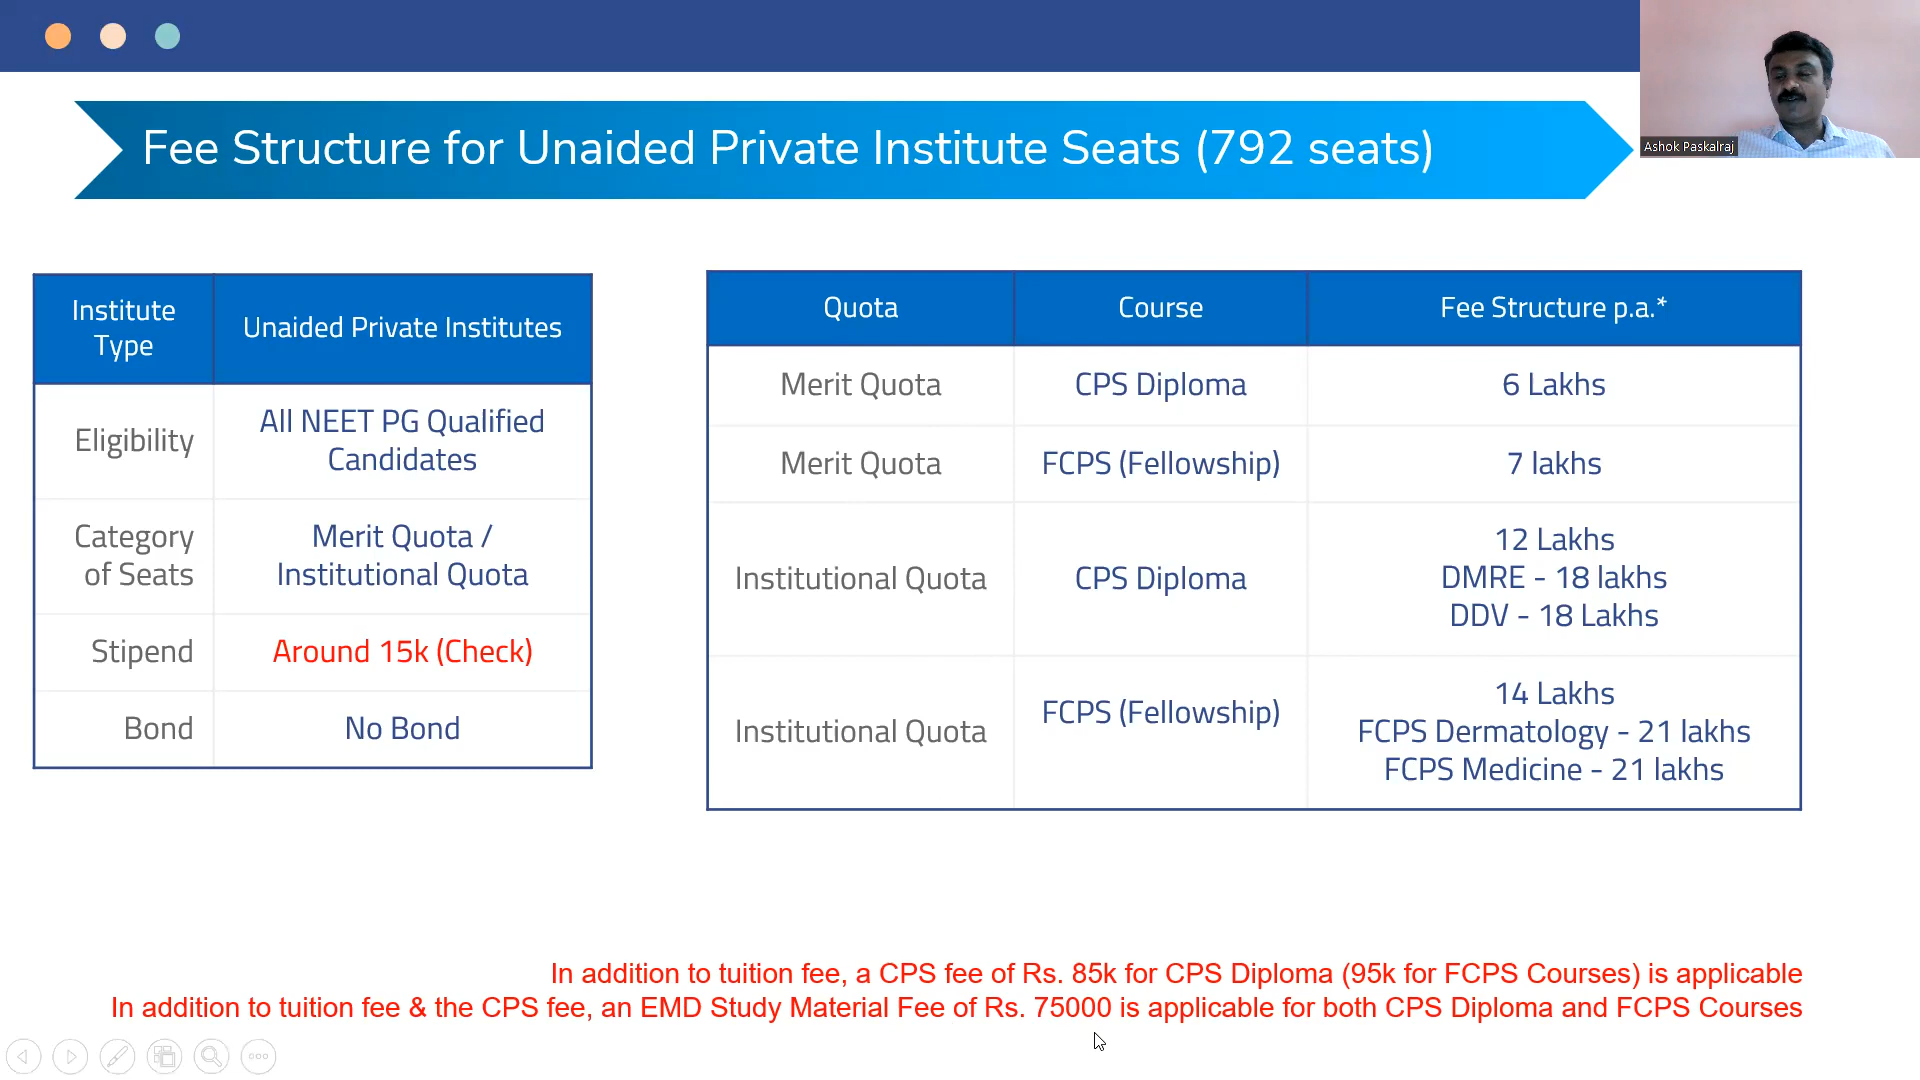 Fee Structure for Unaided Private Institute Seats (792 seats)
Ashok Paskalraj
Institute
Type
Unaided Private Institutes
Eligibility
All NEET PG Qualified
Candidates
Category
of Seats
Merit Quota /
Institutional Quota
Stipend
Around 15k (Check)
Bond
No Bond
Quota
Course
Fee Structure p.a.*
Merit Quota
CPS Diploma
6 Lakhs
Merit Quota
FCPS (Fellowship)
7 lakhs
Institutional Quota
CPS Diploma
12 Lakhs
DMRE - 18 lakhs
DDV - 18 Lakhs
Institutional Quota
FCPS (Fellowship)
14 Lakhs
FCPS Dermatology - 21 lakhs
FCPS Medicine - 21 lakhs
In addition to tuition fee, a CPS fee of Rs. 85k for CPS Diploma (95k for FCPS Courses) is applicable
In addition to tuition fee & the CPS fee, an EMD Study Material Fee of Rs. 75000 is applicable for both CPS Diploma and FCPS Courses